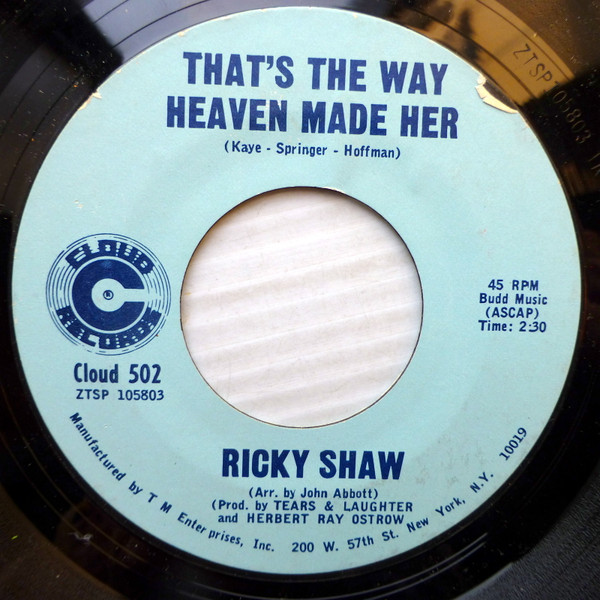 THAT'S THE WAY
HEAVEN MADE HER
(Kaye - Springer - Hoffman)
CLOUD
C
RECORDS
Cloud 502
ZTSP 105803
45 RPM
Budd Music
(ASCAP)
Time: 2:30
RICKY SHAW
(Arr. by John Abbott)
(Prod. by TEARS & LAUGHTER
and HERBERT RAY OSTROW
Manufactured by T M Enterprises, Inc. 200 W. 57th St. New York, N.Y. 10019
ZTSP 105803